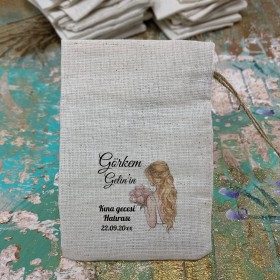 Görkem
Gelin'in
Kına gecesi
Hatırası
22.09.20xx